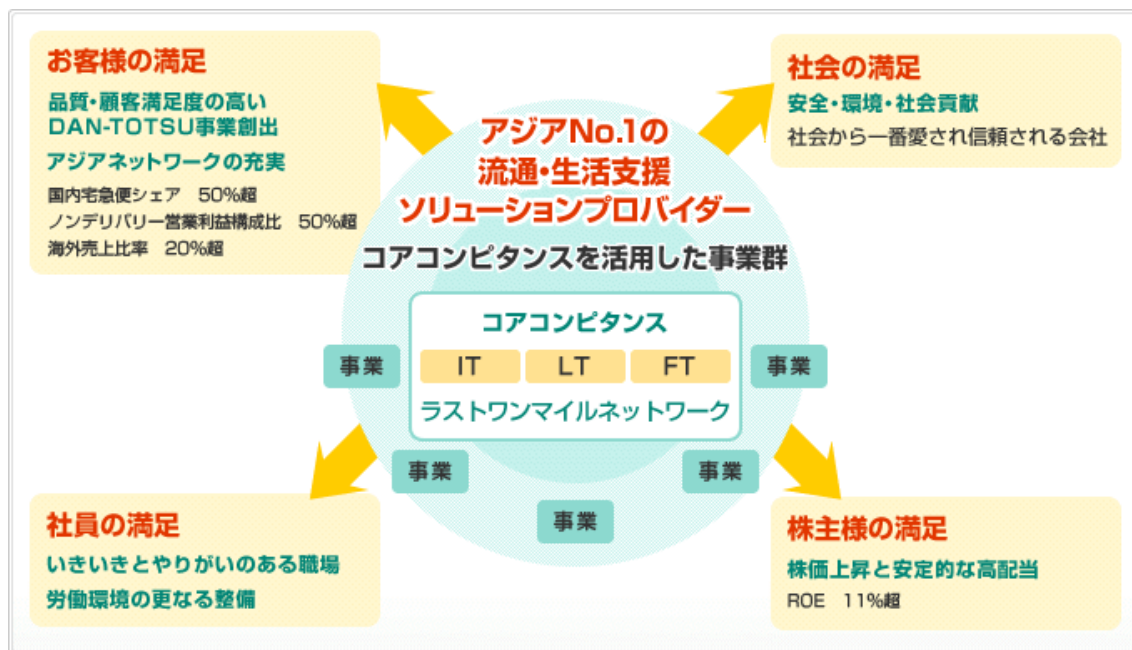 お客様の満足
品質・顧客満足度の高い
DAN-TOTSU事業創出
アジアネットワークの充実
国内宅急便シェア　50%超
ノンデリバリー営業利益構成比　50%超
海外売上比率　20%超
社会の満足
安全・環境・社会貢献
社会から一番愛され信頼される会社
アジアNo.1の
流通・生活支援
ソリューションプロバイダー
コアコンピタンスを活用した事業群
コアコンピタンス
IT
LT
FT
ラストワンマイルネットワーク
事業
事業
事業
事業
事業
社員の満足
いきいきとやりがいのある職場
労働環境の更なる整備
株主様の満足
株価上昇と安定的な高配当
ROE　11%超